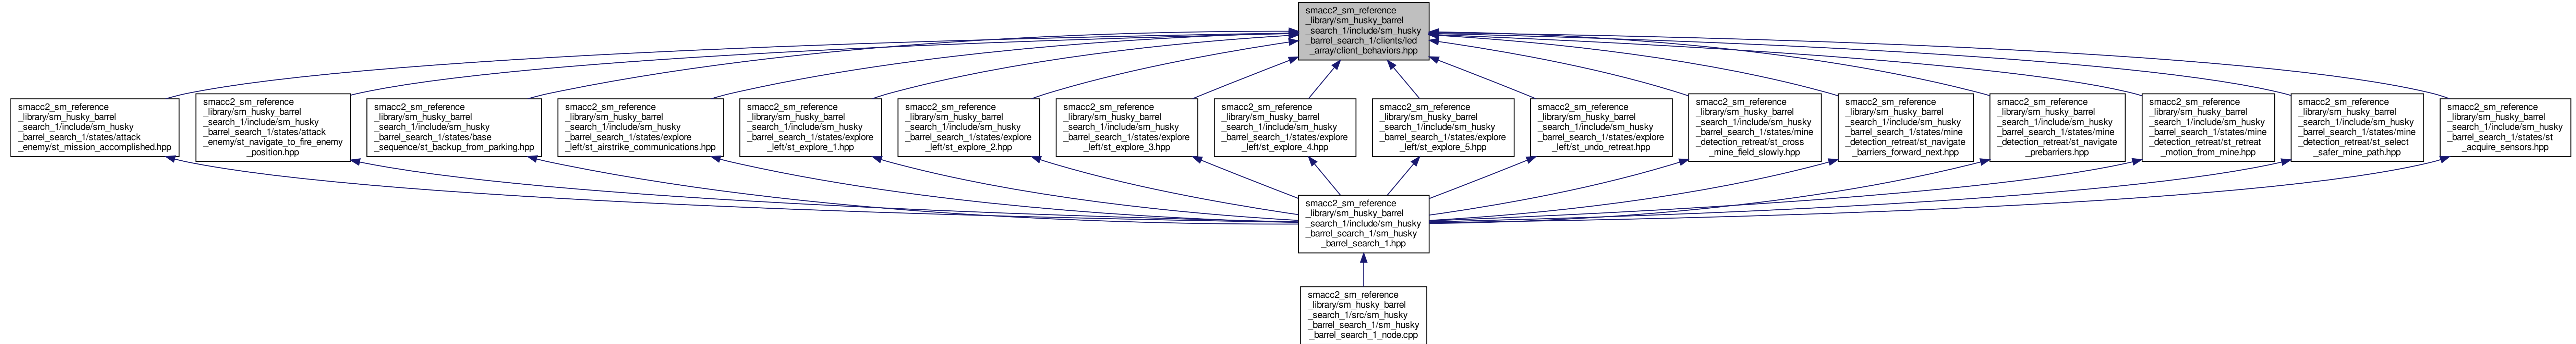 smacc2_sm_reference
_library/sm_husky_barrel
_search_1/include/sm_husky
_barrel_search_1/clients/led
_array/client_behaviors.hpp
smacc2_sm_reference
_library/sm_husky_barrel
_search_1/include/sm_husky
_barrel_search_1/states/attack
_enemy/st_mission_accomplished.hpp
smacc2_sm_reference
_library/sm_husky_barrel
_search_1/include/sm_husky
_barrel_search_1/states/attack
_enemy/st_navigate_to_fire_enemy
_position.hpp
smacc2_sm_reference
_library/sm_husky_barrel
_search_1/include/sm_husky
_barrel_search_1/states/base
_sequence/st_backup_from_parking.hpp
smacc2_sm_reference
_library/sm_husky_barrel
_search_1/include/sm_husky
_barrel_search_1/states/explore
_left/st_airstrike_communications.hpp
smacc2_sm_reference
_library/sm_husky_barrel
_search_1/include/sm_husky
_barrel_search_1/states/explore
_left/st_explore_1.hpp
smacc2_sm_reference
_library/sm_husky_barrel
_search_1/include/sm_husky
_barrel_search_1/states/explore
_left/st_explore_2.hpp
smacc2_sm_reference
_library/sm_husky_barrel
_search_1/include/sm_husky
_barrel_search_1/states/explore
_left/st_explore_3.hpp
smacc2_sm_reference
_library/sm_husky_barrel
_search_1/include/sm_husky
_barrel_search_1/states/explore
_left/st_explore_4.hpp
smacc2_sm_reference
_library/sm_husky_barrel
_search_1/include/sm_husky
_barrel_search_1/states/explore
_left/st_explore_5.hpp
smacc2_sm_reference
_library/sm_husky_barrel
_search_1/include/sm_husky
_barrel_search_1/states/explore
_left/st_undo_retreat.hpp
smacc2_sm_reference
_library/sm_husky_barrel
_search_1/include/sm_husky
_barrel_search_1/states/mine
_detection_retreat/st_cross
_mine_field_slowly.hpp
smacc2_sm_reference
_library/sm_husky_barrel
_search_1/include/sm_husky
_barrel_search_1/states/mine
_detection_retreat/st_navigate
_barriers_forward_next.hpp
smacc2_sm_reference
_library/sm_husky_barrel
_search_1/include/sm_husky
_barrel_search_1/states/mine
_detection_retreat/st_navigate
_prebarriers.hpp
smacc2_sm_reference
_library/sm_husky_barrel
_search_1/include/sm_husky
_barrel_search_1/states/mine
_detection_retreat/st_retreat
_motion_from_mine.hpp
smacc2_sm_reference
_library/sm_husky_barrel
_search_1/include/sm_husky
_barrel_search_1/states/mine
_detection_retreat/st_select
_safer_mine_path.hpp
smacc2_sm_reference
_library/sm_husky_barrel
_search_1/include/sm_husky
_barrel_search_1/states/st
_acquire_sensors.hpp
smacc2_sm_reference
_library/sm_husky_barrel
_search_1/include/sm_husky
_barrel_search_1/sm_husky
_barrel_search_1.hpp
smacc2_sm_reference
_library/sm_husky_barrel
_search_1/src/sm_husky
_barrel_search_1/sm_husky
_barrel_search_1_node.cpp